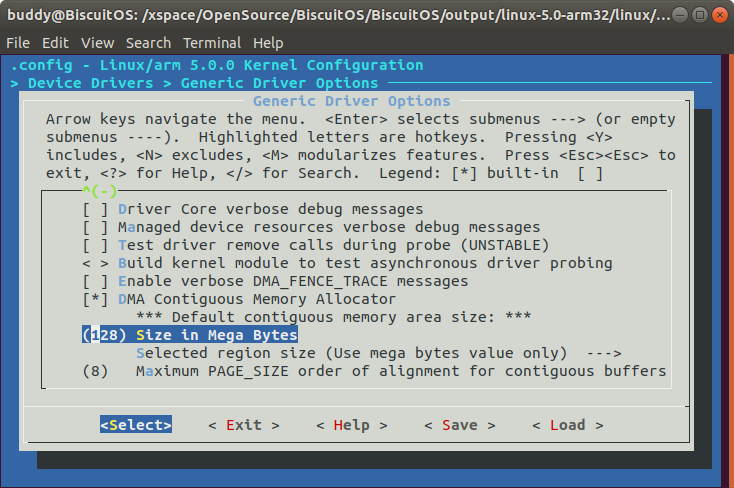 buddy@BiscuitOS: /xspace/OpenSource/BiscuitOS/BiscuitOS/output/linux-5.0-arm32/linux/...
File Edit View Search Terminal Help
.config - Linux/arm 5.0.0 Kernel Configuration
> Device Drivers > Generic Driver Options
Generic Driver Options
Arrow keys navigate the menu. <Enter> selects submenus ---> (or empty
submenus ----). Highlighted letters are hotkeys. Pressing <Y>
includes, <N> excludes, <M> modularizes features. Press <Esc><Esc> to
exit, <?> for Help, </> for Search. Legend: [*] built-in [ ]
^(-)
[ ] Driver Core verbose debug messages
[ ] Managed device resources verbose debug messages
[ ] Test driver remove calls during probe (UNSTABLE)
< > Build kernel module to test asynchronous driver probing
[ ] Enable verbose DMA_FENCE_TRACE messages
[*] DMA Contiguous Memory Allocator
*** Default contiguous memory area size: ***
(128) Size in Mega Bytes
Selected region size (Use mega bytes value only) --->
(8) Maximum PAGE_SIZE order of alignment for contiguous buffers
<Select> < Exit > < Help > < Save > < Load >